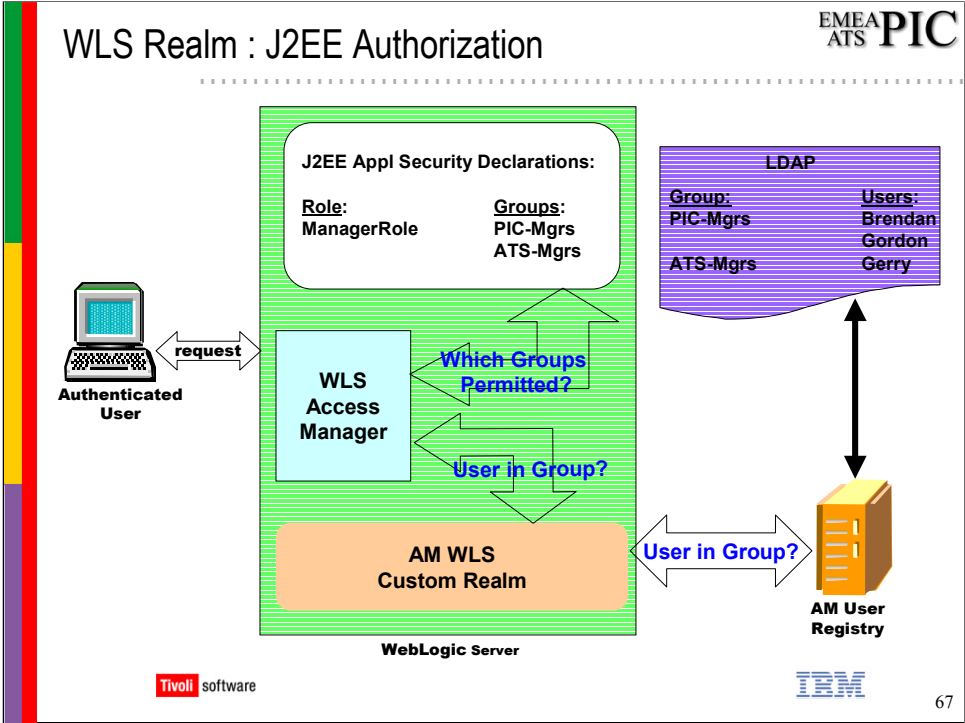 WLS Realm : J2EE Authorization
EMEA
ATS PIC
J2EE Appl Security Declarations:
Role: Groups:
ManagerRole PIC-Mgrs
ATS-Mgrs
LDAP
Group: Users:
PIC-Mgrs Brendan
Gordon
ATS-Mgrs Gerry
request
Authenticated
User
WLS
Access
Manager
Which Groups
Permitted?
User in Group?
AM WLS
Custom Realm
User in Group?
AM User
Registry
WebLogic Server
Tivoli software
IBM
67